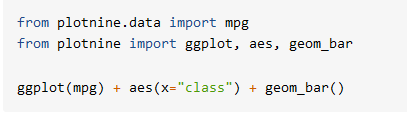 from plotnine.data import mpg
from plotnine import ggplot, aes, geom_bar
ggplot(mpg) + aes(x="class") + geom_bar()